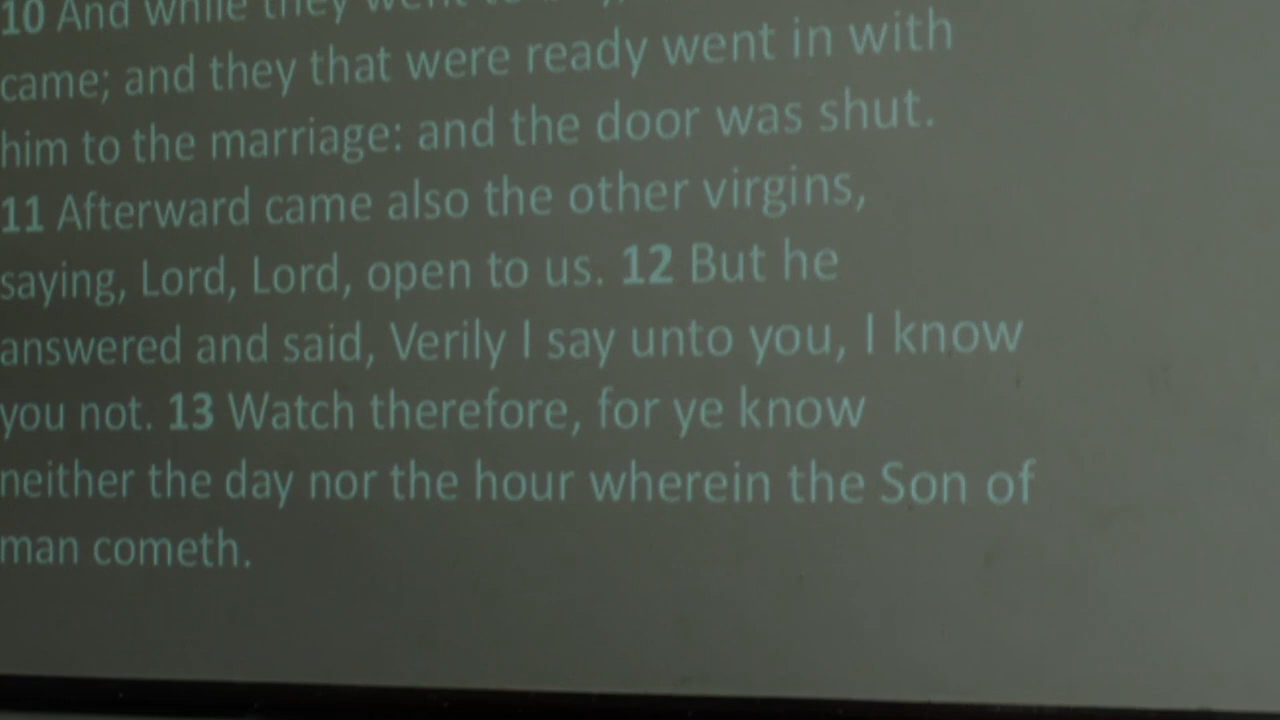 10 And while they went to
came; and they that were ready went in with
him to the marriage: and the door was shut.
11 Afterward came also the other virgins,
saying, Lord, Lord, open to us. 12 But he
answered and said, Verily I say unto you, I know
you not. 13 Watch therefore, for ye know
neither the day nor the hour wherein the Son of
man cometh.